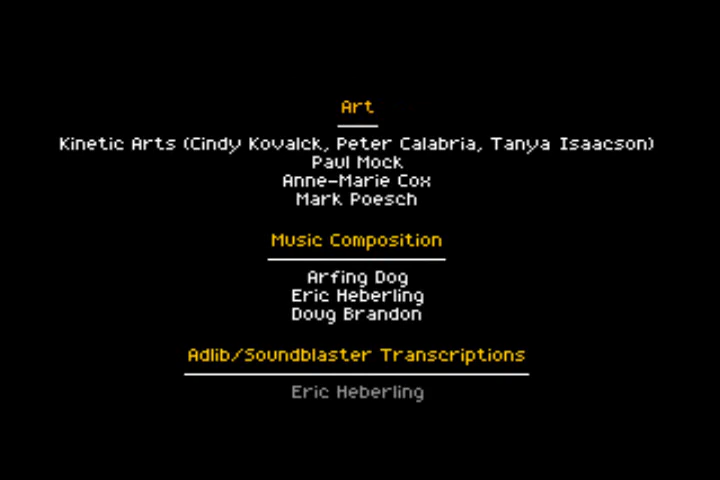 Art
Kinetic Arts (Cindy Kovalck, Peter Calabria, Tanya Isaacson)
Paul Mock
Anne-Marie Cox
Mark Poesch
Music Composition
Arfing Dog
Eric Heberling
Doug Brandon
Adlib/Soundblaster Transcriptions
Eric Heberling